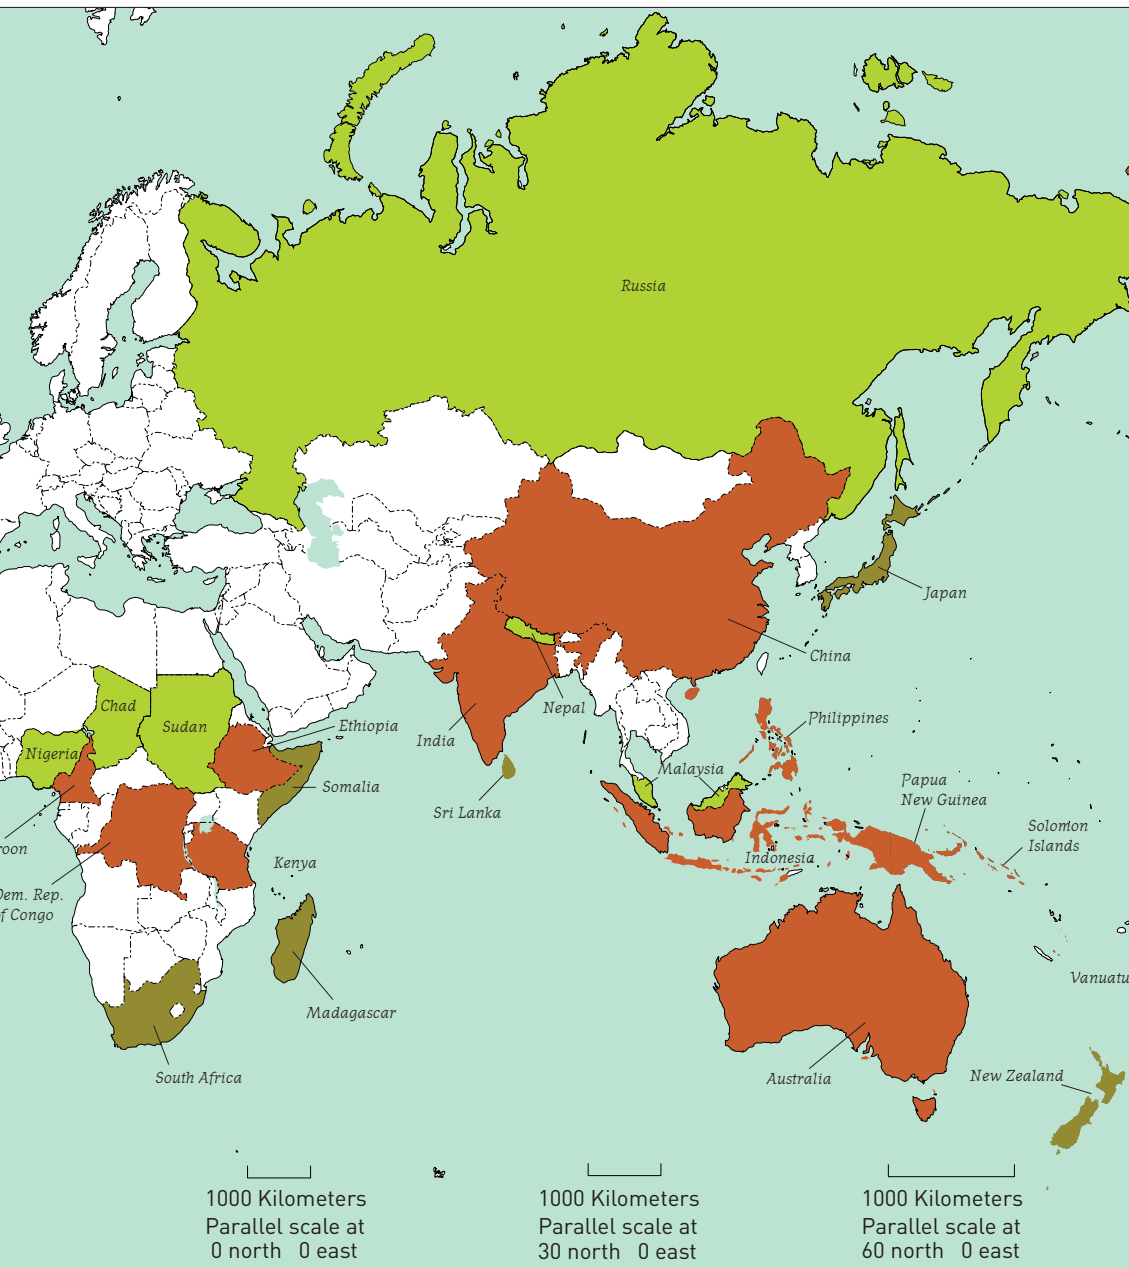 Russia
Japan
China
Nepal
India
Sri Lanka
Philippines
Malaysia
Indonesia
Papua
New Guinea
Solomon
Islands
Chad
Sudan
Nigeria
Ethiopia
Somalia
Kenya
roon
Dem. Rep.
of Congo
Madagascar
South Africa
Australia
Vanuatu
New Zealand
1000 Kilometers
Parallel scale at
0 north 0 east
1000 Kilometers
Parallel scale at
30 north 0 east
1000 Kilometers
Parallel scale at
60 north 0 east